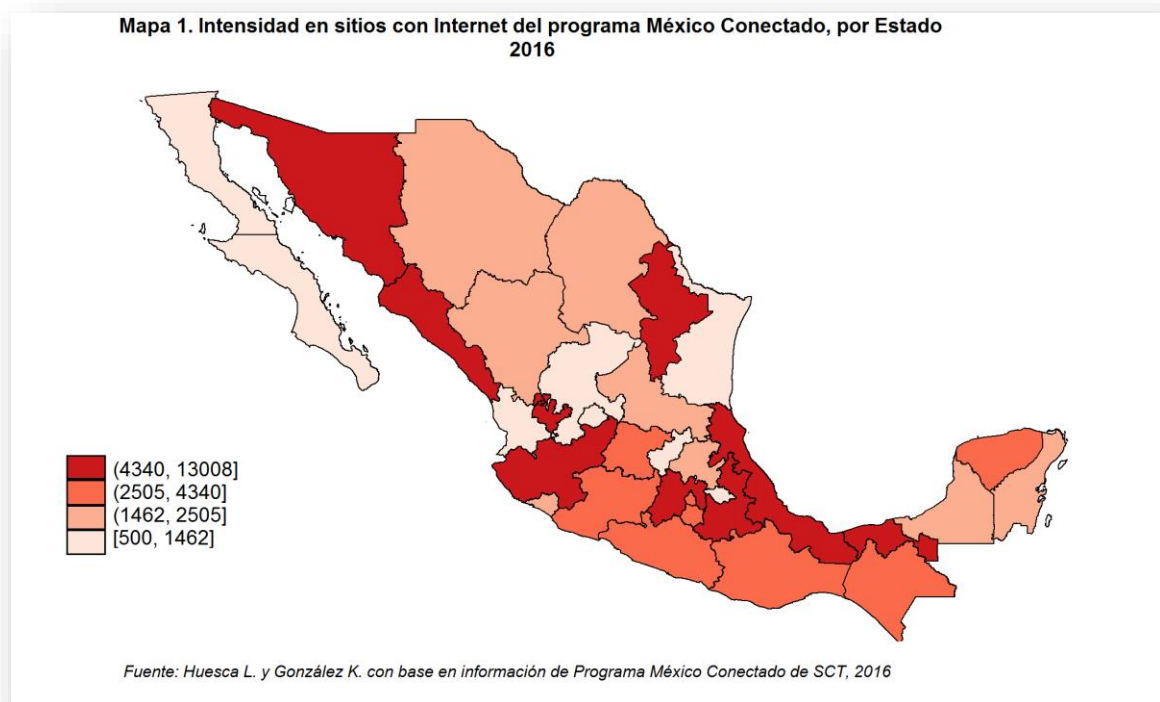 Mapa 1. Intensidad en sitios con Internet del programa México Conectado, por Estado
2016
(4340, 13008]
(2505, 4340]
(1462, 2505]
[500, 1462]
Fuente: Huesca L. y González K. con base en información de Programa México Conectado de SCT, 2016